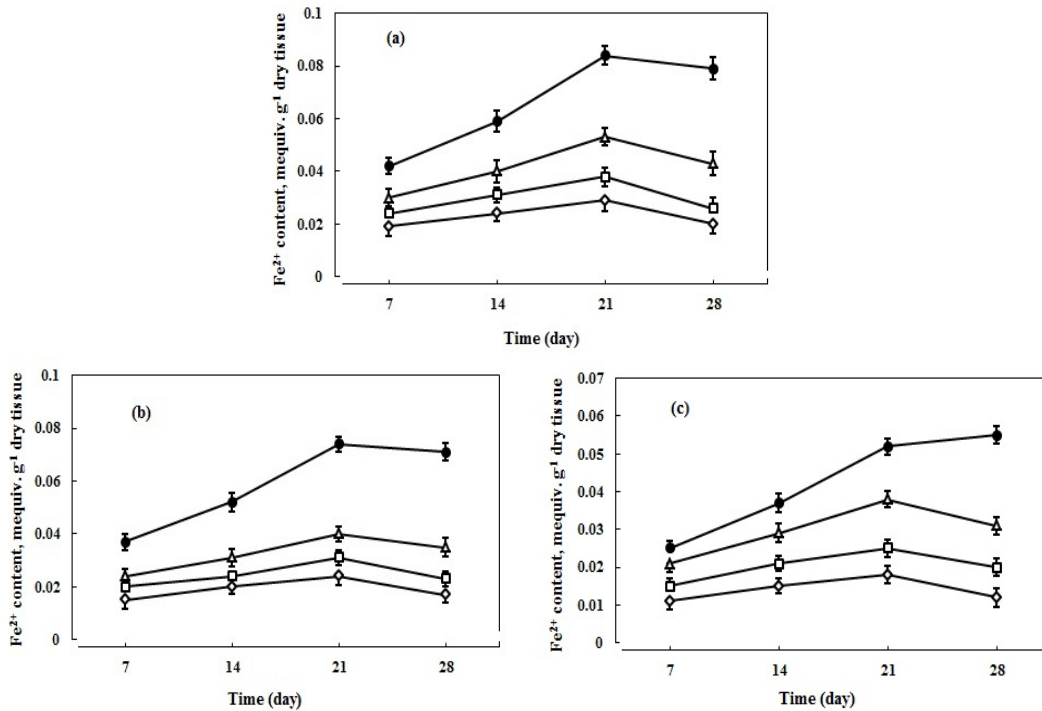 Fe²⁺ content, mequiv. g⁻¹ dry tissue
(a)
0.1
0.08
0.06
0.04
0.02
0
7 14 21 28
Time (day)
Fe²⁺ content, mequiv. g⁻¹ dry tissue
(b)
0.1
0.08
0.06
0.04
0.02
0
7 14 21 28
Time (day)
Fe²⁺ content, mequiv. g⁻¹ dry tissue
(c)
0.07
0.06
0.05
0.04
0.03
0.02
0.01
0
7 14 21 28
Time (day)